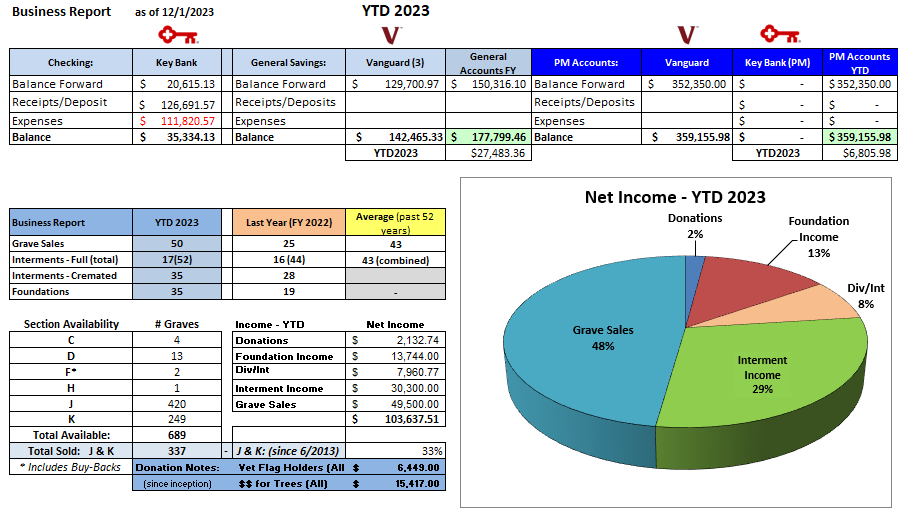 Business Report as of 12/1/2023 YTD 2023
Checking: Key Bank General Savings: Vanguard (3) General Accounts FY PM Accounts: Vanguard Key Bank (PM) PM Accounts YTD
Balance Forward $ 20,615.13 Balance Forward $ 129,700.97 $ 150,316.10 Balance Forward $ 352,350.00 $ - $ 352,350.00
Receipts/Deposit $ 126,691.57 Receipts/Deposits Receipts/Deposits $ - $ -
Expenses $ 111,820.57 Expenses Expenses $ - $ -
Balance $ 35,334.13 Balance $ 142,465.33 $ 177,799.46 Balance $ 359,155.98 $ - $ 359,155.98
YTD2023 $27,483.36 YTD2023 $6,805.98
Business Report YTD 2023 Last Year (FY 2022) Average (past 52 years)
Grave Sales 50 25 43
Interments - Full (total) 17(52) 16 (44) 43 (combined)
Interments - Cremated 35 28
Foundations 35 19 -
Section Availability # Graves Income - YTD Net Income
C 4 Donations $ 2,132.74
D 13 Foundation Income $ 13,744.00
F* 2 Div/Int $ 7,960.77
H 1 Interment Income $ 30,300.00
J 420 Grave Sales $ 49,500.00
K 249 $ 103,637.51
Total Available: 689
Total Sold: J & K 337 - J & K: (since 6/2013) 33%
* Includes Buy-Backs Donation Notes: Vet Flag Holders (All $ 6,449.00
(since inception) $$ for Trees (All) $ 15,417.00
Net Income - YTD 2023
Donations
2%
Foundation
Income
13%
Div/Int
8%
Interment
Income
29%
Grave Sales
48%